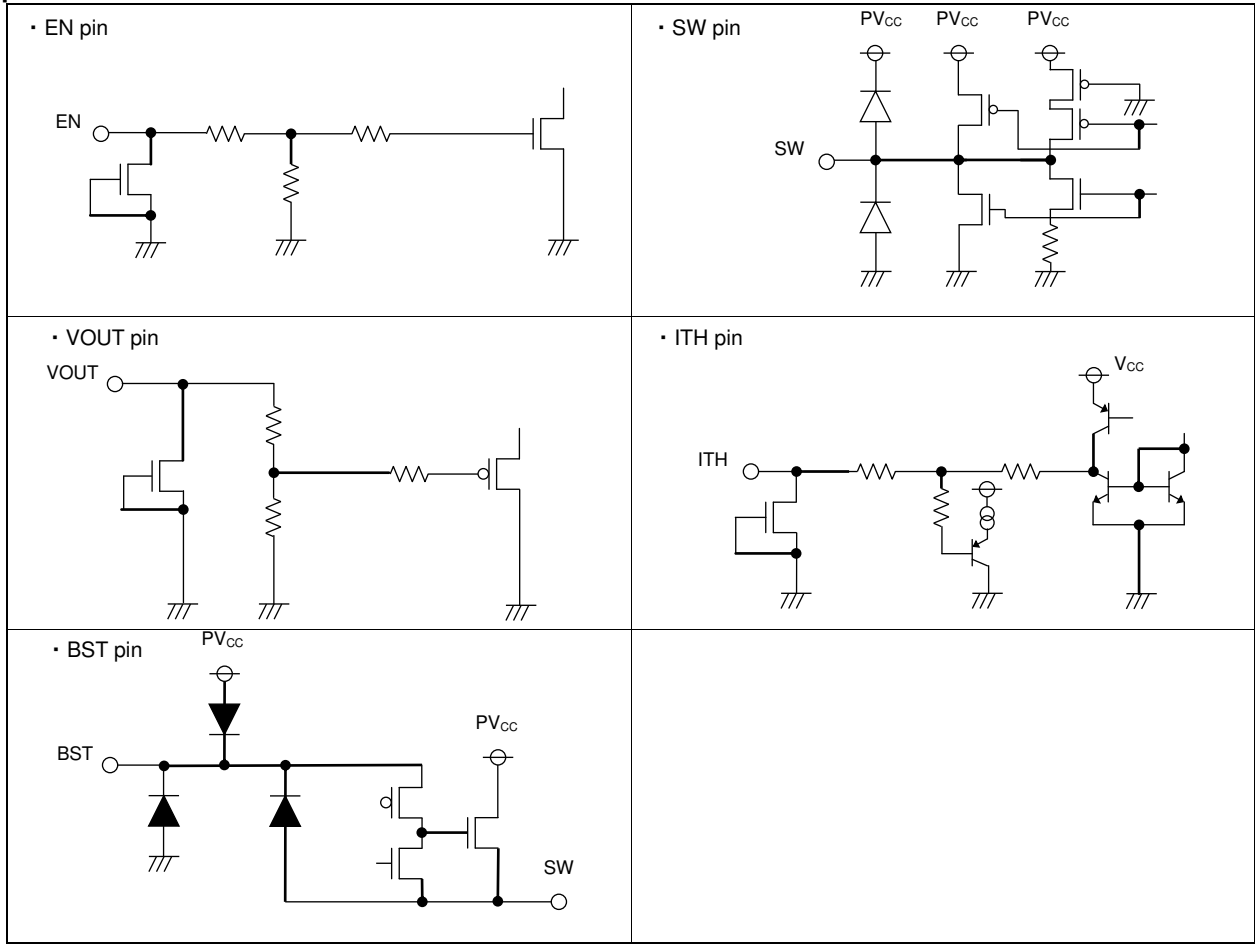 ・EN pin
EN
・SW pin
PVCC PVCC PVCC
SW
・VOUT pin
VOUT
・ITH pin
VCC
ITH
・BST pin
PVCC
PVCC
BST
SW